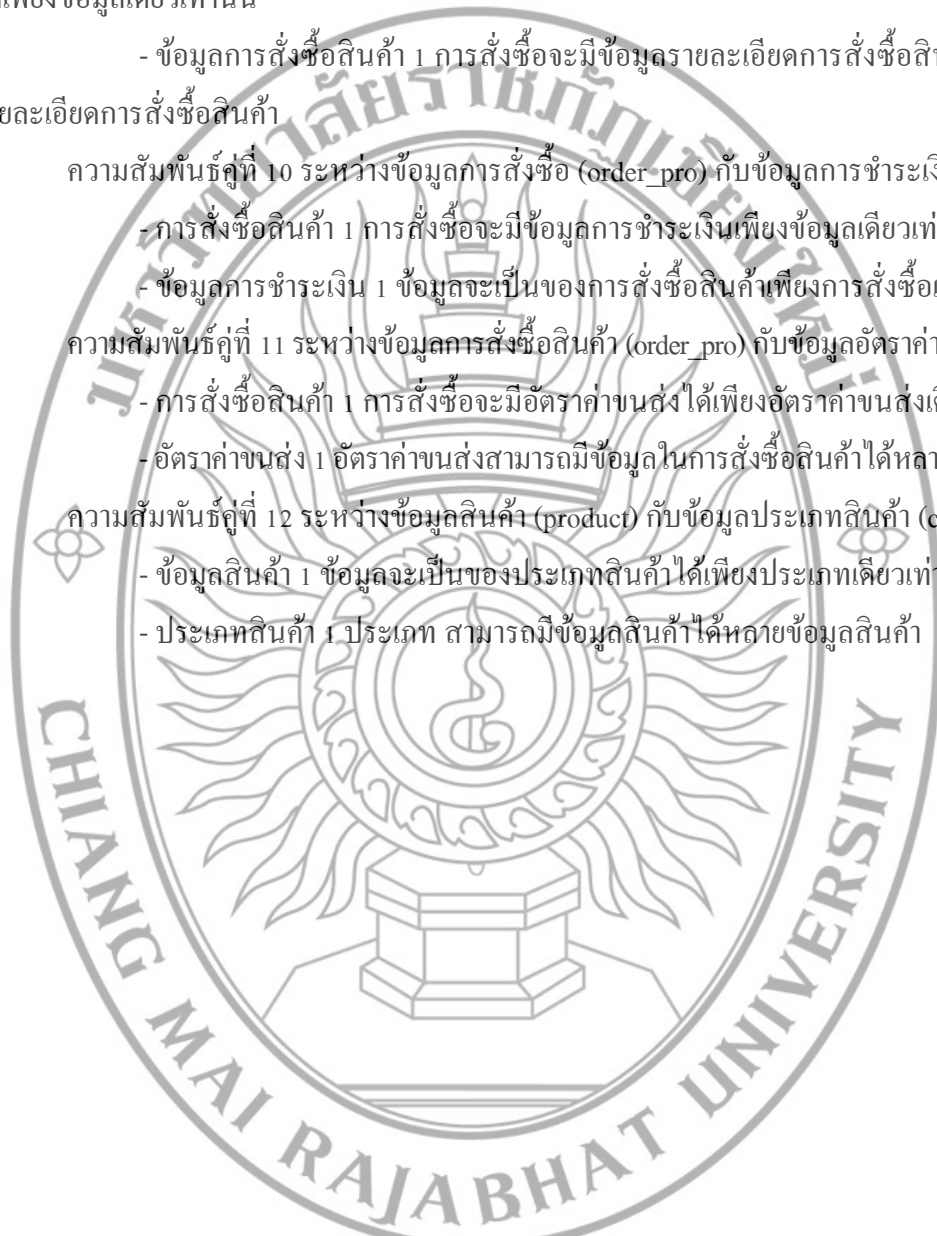 เพียงข้อมูลเดียวเท่านั้น
- ข้อมูลการสั่งซื้อสินค้า 1 การสั่งซื้อจะมีข้อมูลรายละเอียดการสั่งซื้อสิน
ยละเอียดการสั่งซื้อสินค้า
ความสัมพันธ์คู่ที่ 10 ระหว่างข้อมูลการสั่งซื้อ (order_pro) กับข้อมูลการชำระเงิ
- การสั่งซื้อสินค้า 1 การสั่งซื้อจะมีข้อมูลการชำระเงินเพียงข้อมูลเดียวเท่
- ข้อมูลการชำระเงิน 1 ข้อมูลจะเป็นของการสั่งซื้อสินค้าเพียงการสั่งซื้อเ
ความสัมพันธ์คู่ที่ 11 ระหว่างข้อมูลการสั่งซื้อสินค้า (order_pro) กับข้อมูลอัตราค่า
- การสั่งซื้อสินค้า 1 การสั่งซื้อจะมีอัตราค่าขนส่งได้เพียงอัตราค่าขนส่งเดี
- อัตราค่าขนส่ง 1 อัตราค่าขนส่งสามารถมีข้อมูลในการสั่งซื้อสินค้าได้หลา
ความสัมพันธ์คู่ที่ 12 ระหว่างข้อมูลสินค้า (product) กับข้อมูลประเภทสินค้า (c
- ข้อมูลสินค้า 1 ข้อมูลจะเป็นของประเภทสินค้าได้เพียงประเภทเดียวเท่า
- ประเภทสินค้า 1 ประเภท สามารถมีข้อมูลสินค้าได้หลายข้อมูลสินค้า
มหาวิทยาลัยราชภัฏเชียงใหม่
CHIANG MAI RAJABHAT UNIVERSITY